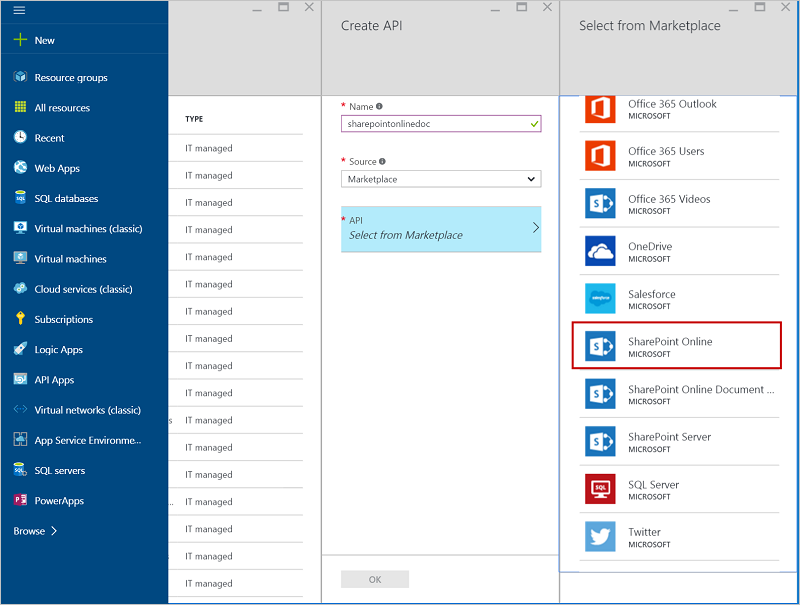 New
Resource groups
All resources
Recent
Web Apps
SQL databases
Virtual machines (classic)
Virtual machines
Cloud services (classic)
Subscriptions
Logic Apps
API Apps
Virtual networks (classic)
App Service Environme...
SQL servers
PowerApps
Browse
TYPE
IT managed
IT managed
IT managed
IT managed
IT managed
IT managed
IT managed
IT managed
IT managed
IT managed
s IT managed
IT managed
IT managed
... IT managed
IT managed
IT managed
IT managed
Create API
* Name
sharepointonlinedoc
* Source
Marketplace
* API
Select from Marketplace
OK
Select from Marketplace
Office 365 Outlook
MICROSOFT
Office 365 Users
MICROSOFT
Office 365 Videos
MICROSOFT
OneDrive
MICROSOFT
salesforce
Salesforce
MICROSOFT
SharePoint Online
MICROSOFT
SharePoint Online Document ...
MICROSOFT
SharePoint Server
MICROSOFT
SQL
SQL Server
MICROSOFT
Twitter
MICROSOFT